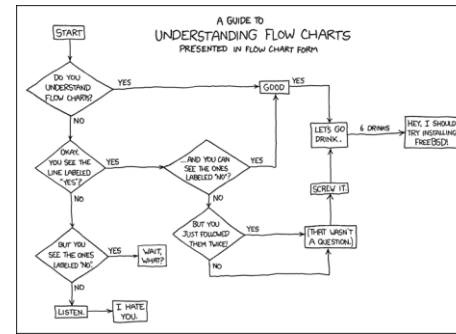 A GUIDE TO
UNDERSTANDING FLOW CHARTS
PRESENTED IN FLOW CHART FORM
START
DO YOU
UNDERSTAND
FLOW CHARTS?
YES
GOOD
YES
LET'S GO
DRINK.
6 DRINKS
HEY, I SHOULD
TRY INSTALLING
FREEBSD!
NO
OKAY.
YOU SEE THE
LINE LABELED
"YES"?
YES
...AND YOU CAN
SEE THE ONES
LABELED "NO"?
YES
NO
NO
BUT YOU
JUST FOLLOWED
THEM TWICE!
YES
NO
(THAT WASN'T
A QUESTION.)
SCREW IT.
BUT YOU
SEE THE ONES
LABELED "NO".
YES
WAIT,
WHAT?
NO
LISTEN.
I HATE
YOU.